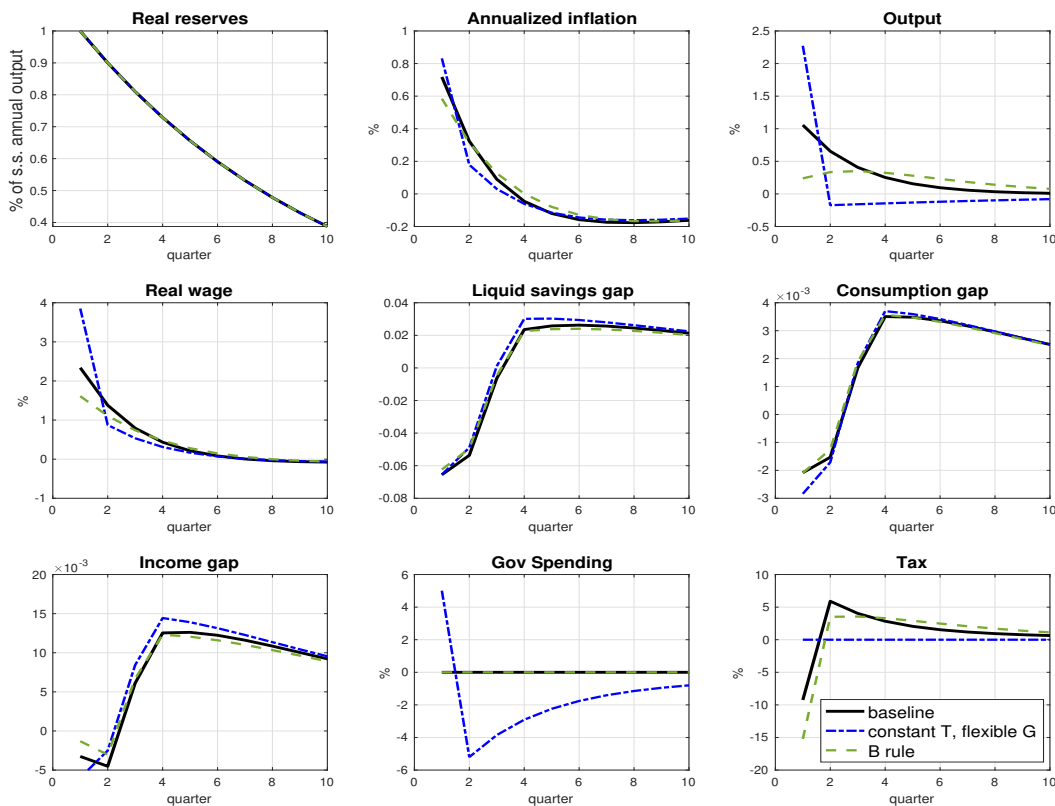 Real reserves
% of s.s. annual output
1
0.9
0.8
0.7
0.6
0.5
0.4
0 2 4 6 8 10
quarter
Annualized inflation
%
1
0.8
0.6
0.4
0.2
0
-0.2
0 2 4 6 8 10
quarter
Output
%
2.5
2
1.5
1
0.5
0
-0.5
0 2 4 6 8 10
quarter
Real wage
%
4
3
2
1
0
-1
0 2 4 6 8 10
quarter
Liquid savings gap
0.04
0.02
0
-0.02
-0.04
-0.06
-0.08
0 2 4 6 8 10
quarter
Consumption gap
×10-3
4
3
2
1
0
-1
-2
-3
0 2 4 6 8 10
quarter
Income gap
×10-3
20
15
10
5
0
-5
0 2 4 6 8 10
quarter
Gov Spending
%
6
4
2
0
-2
-4
-6
0 2 4 6 8 10
quarter
Tax
%
10
5
0
-5
-10
-15
-20
0 2 4 6 8 10
quarter
baseline
constant T, flexible G
B rule